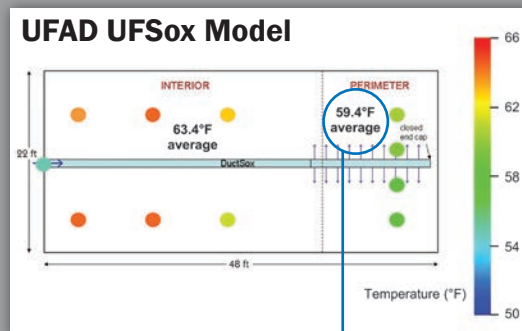 UFAD UFSox Model
INTERIOR
PERIMETER
63.4°F
average
59.4°F
average
closed
end cap
22 ft
DuctSox
48 ft
Temperature (°F)
66
62
58
54
50